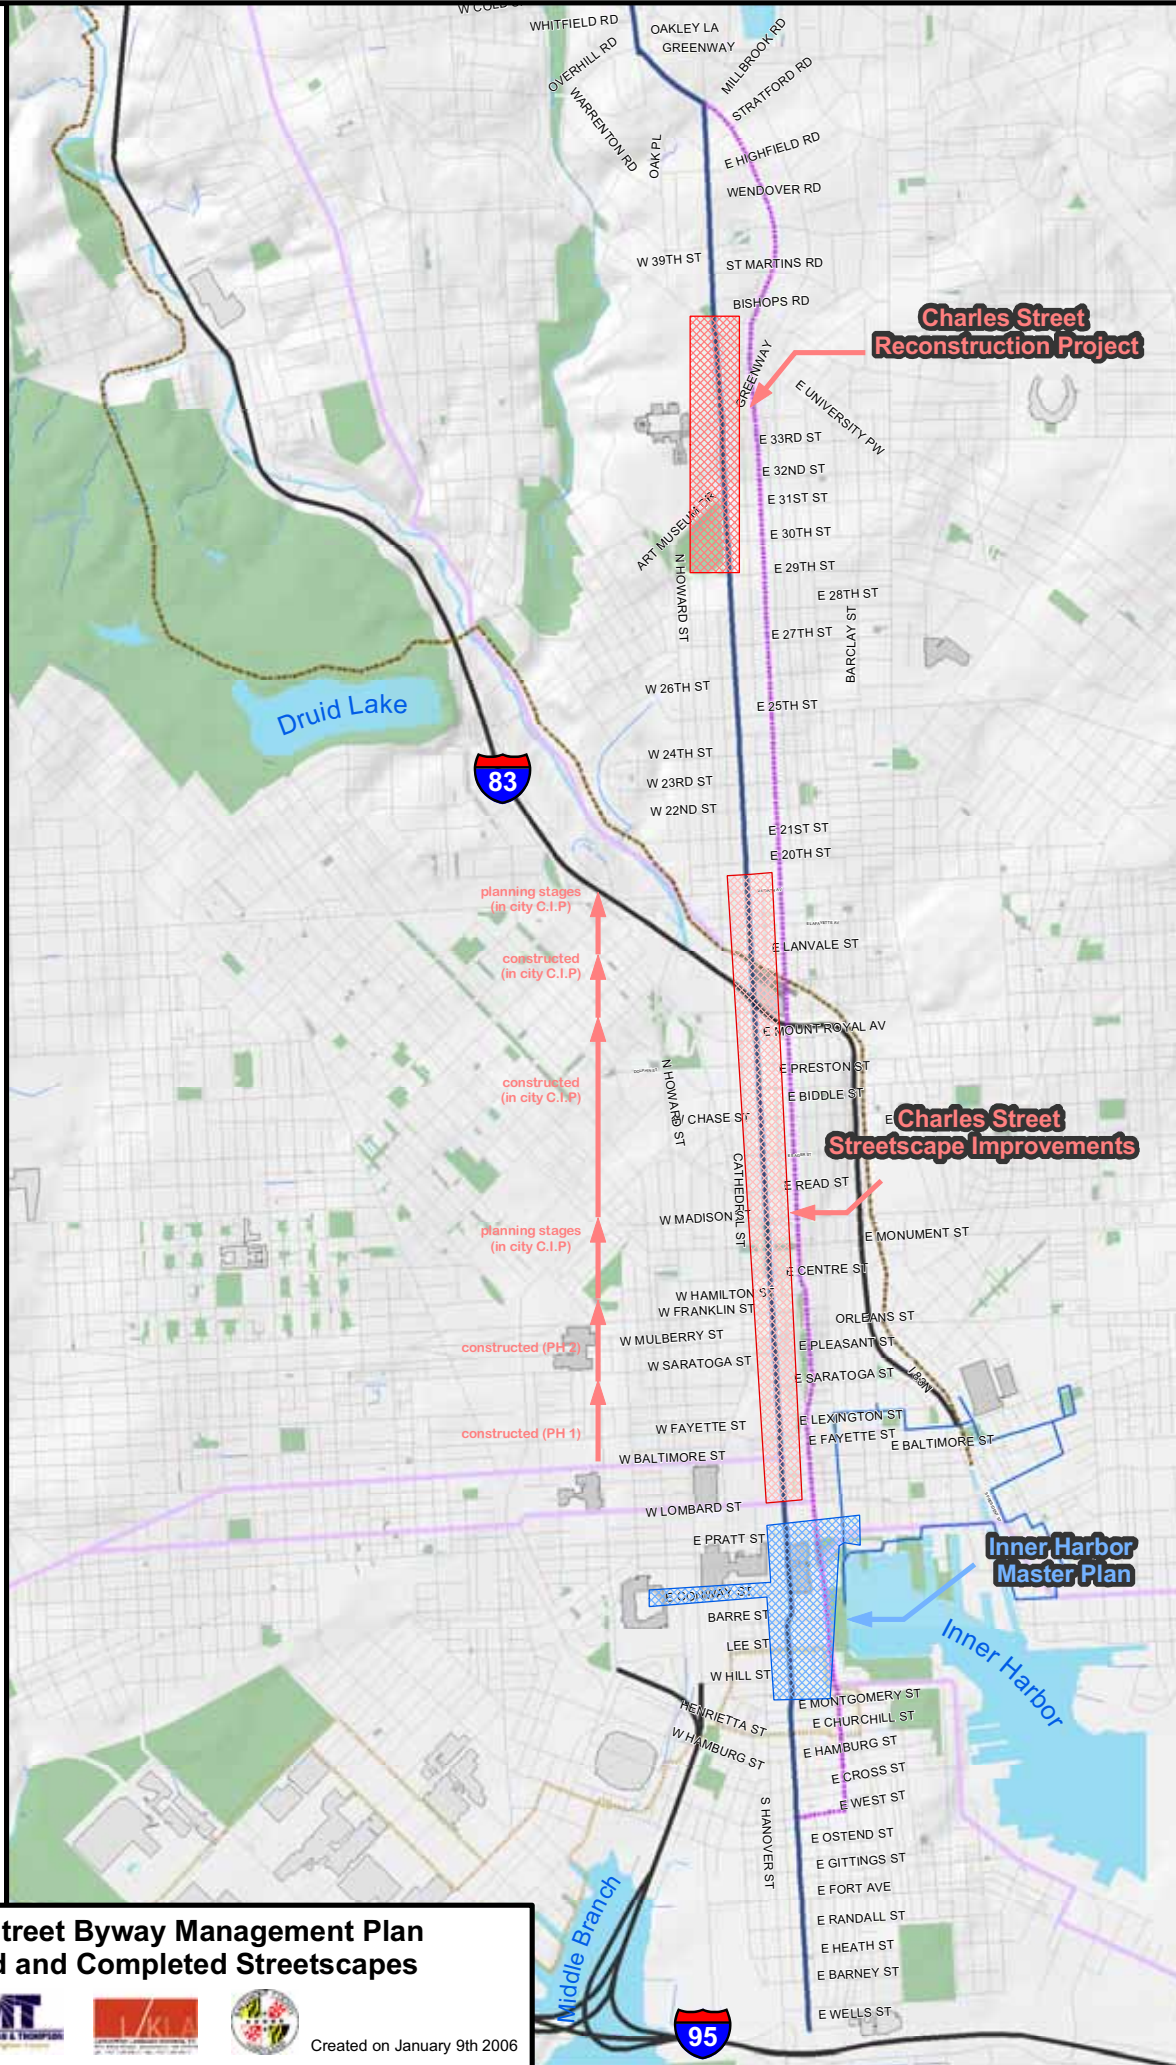 WHITFIELD RD
OAKLEY LA
GREENWAY
MILLBROOK RD
OVERHILL RD
STRATFORD RD
WARRENTON RD
OAK PL
E HIGHFIELD RD
WENDOVER RD
W 39TH ST
ST MARTINS RD
BISHOPS RD
Charles Street
Reconstruction Project
GREENWAY
E UNIVERSITY PW
E 33RD ST
E 32ND ST
E 31ST ST
ART MUSEUM DR
E 30TH ST
N HOWARD ST
E 29TH ST
E 28TH ST
BARCLAY ST
E 27TH ST
W 26TH ST
Druid Lake
E 25TH ST
W 24TH ST
83
W 23RD ST
W 22ND ST
E 21ST ST
E 20TH ST
planning stages
(in city C.I.P)
E LANVALE ST
constructed
(in city C.I.P)
E MOUNT ROYAL AV
E PRESTON ST
N HOWARD ST
constructed
(in city C.I.P)
E BIDDLE ST
W CHASE ST
E
Charles Street
Streetscape Improvements
CATHEDRAL ST
E READ ST
W MADISON ST
planning stages
(in city C.I.P)
E MONUMENT ST
E CENTRE ST
W HAMILTON ST
W FRANKLIN ST
ORLEANS ST
W MULBERRY ST
E PLEASANT ST
constructed (PH 2)
W SARATOGA ST
E SARATOGA ST
I 83N
E LEXINGTON ST
W FAYETTE ST
constructed (PH 1)
E FAYETTE ST
E BALTIMORE ST
W BALTIMORE ST
W LOMBARD ST
E PRATT ST
Inner Harbor
Master Plan
E CONWAY ST
BARRE ST
LEE ST
Inner Harbor
W HILL ST
E MONTGOMERY ST
HENRIETTA ST
E CHURCHILL ST
W HAMBURG ST
E HAMBURG ST
E CROSS ST
E WEST ST
S HANOVER ST
E OSTEND ST
E GITTINGS ST
E FORT AVE
Middle Branch
E RANDALL ST
E HEATH ST
E BARNEY ST
E WELLS ST
95
treet Byway Management Plan
d and Completed Streetscapes
& THOMPSON
LKLA
Created on January 9th 2006